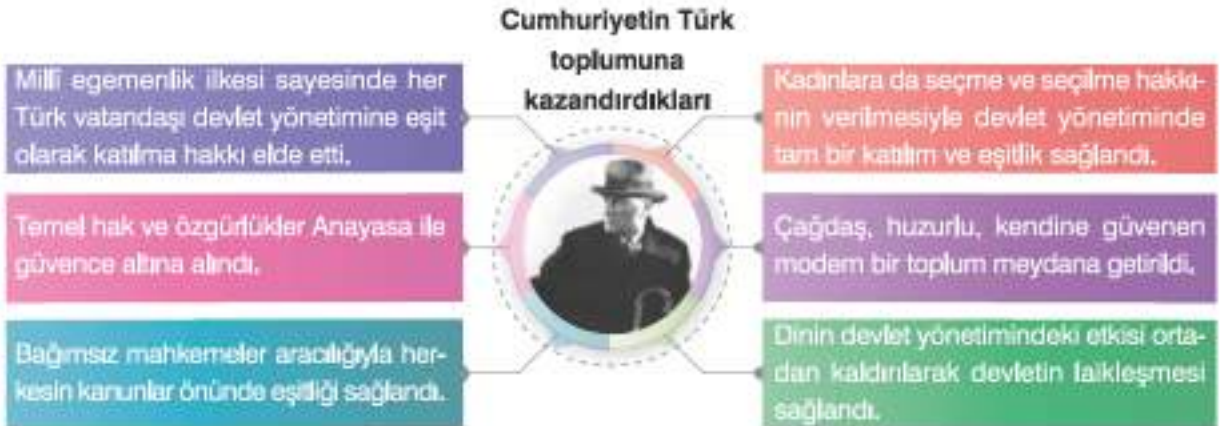 Cumhuriyetin Türk
toplumuna
kazandırdıkları
Millî egemenlik ilkesi sayesinde her
Türk vatandaşı devlet yönetimine eşit
olarak katılma hakkı elde etti.
Temel hak ve özgürlükler Anayasa ile
güvence altına alındı.
Bağımsız mahkemeler aracılığıyla her-
kesin kanunlar önünde eşitliği sağlandı.
Kadınlara da seçme ve seçilme hakkı-
nın verilmesiyle devlet yönetiminde
tam bir katılım ve eşitlik sağlandı.
Çağdaş, huzurlu, kendine güvenen
modern bir toplum meydana getirildi.
Dinin devlet yönetimindeki etkisi orta-
dan kaldırılarak devletin laikleşmesi
sağlandı.